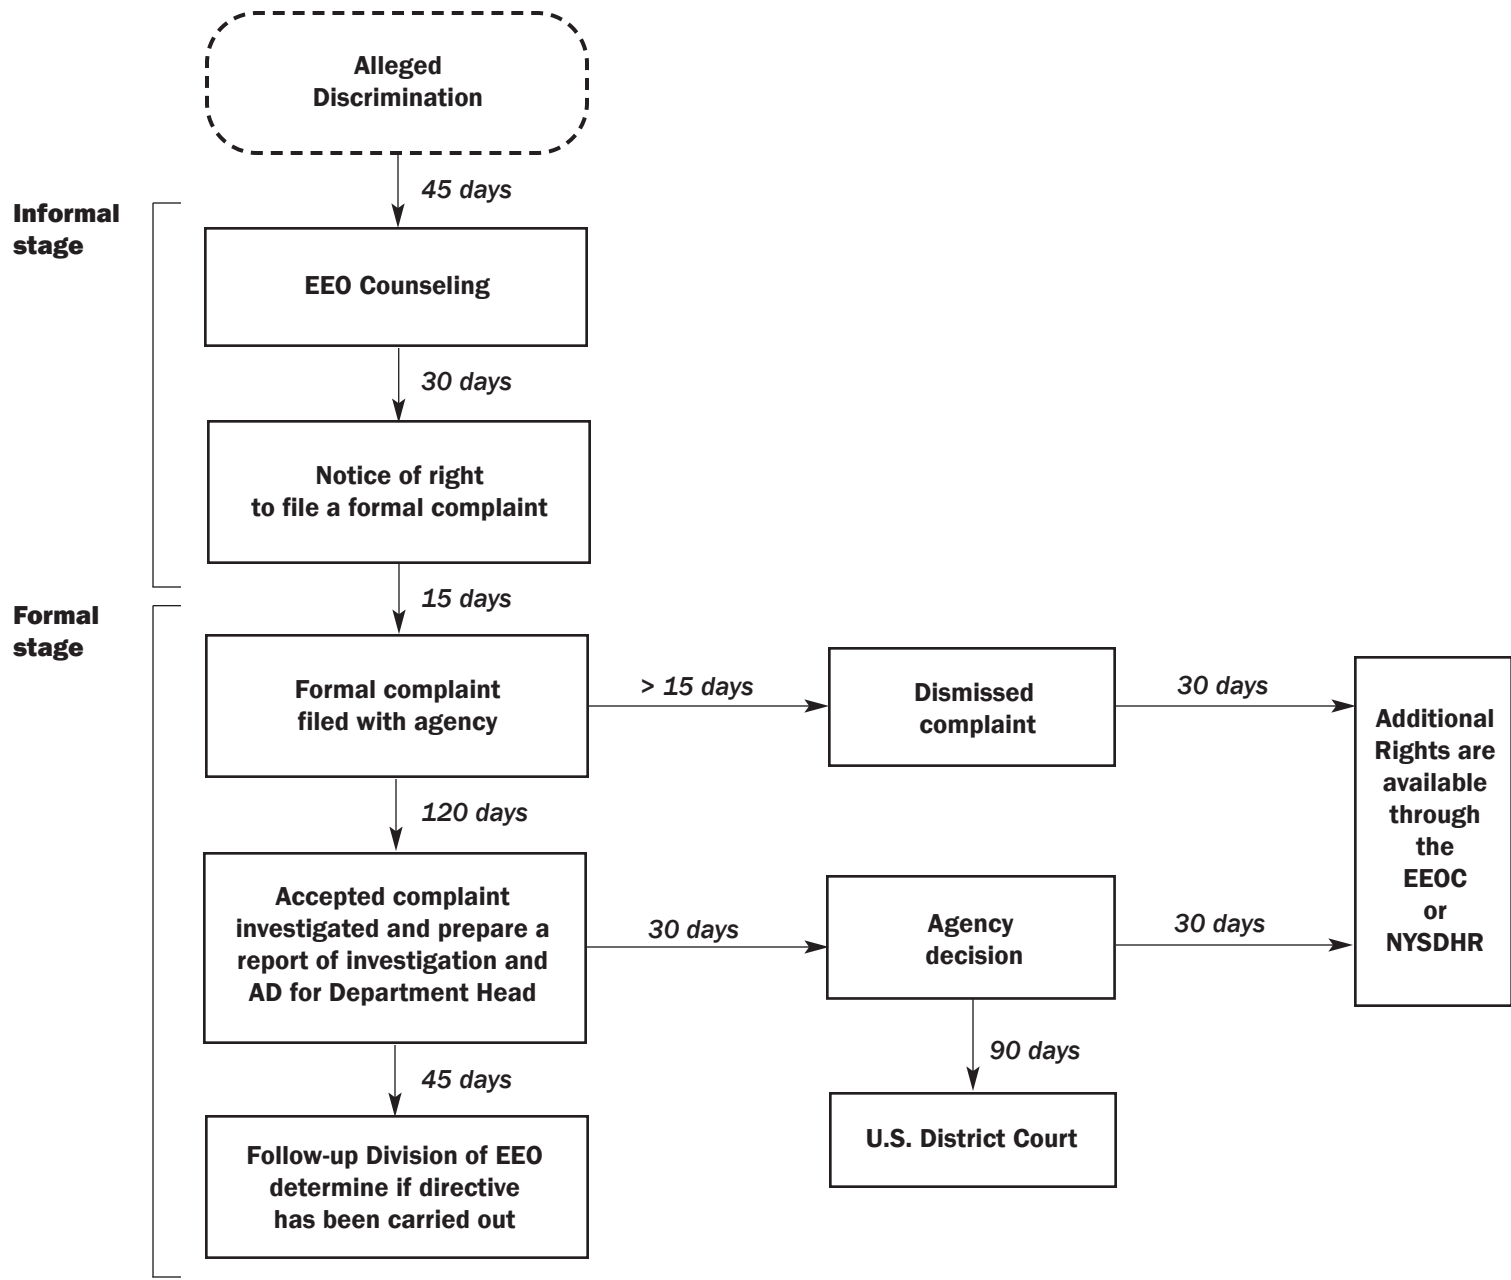 Alleged
Discrimination
45 days
Informal
stage
EEO Counseling
30 days
Notice of right
to file a formal complaint
15 days
Formal
stage
Formal complaint
filed with agency
> 15 days
Dismissed
complaint
30 days
Additional
Rights are
available
through
the
EEOC
or
NYSDHR
120 days
Accepted complaint
investigated and prepare a
report of investigation and
AD for Department Head
30 days
Agency
decision
30 days
90 days
45 days
U.S. District Court
Follow-up Division of EEO
determine if directive
has been carried out